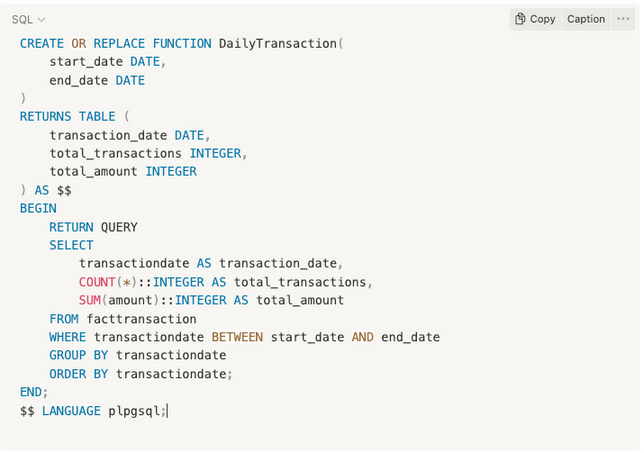 SQL
Copy Caption
CREATE OR REPLACE FUNCTION DailyTransaction(
    start_date DATE,
    end_date DATE
)
RETURNS TABLE (
    transaction_date DATE,
    total_transactions INTEGER,
    total_amount INTEGER
) AS $$
BEGIN
    RETURN QUERY
    SELECT
        transactiondate AS transaction_date,
        COUNT(*)::INTEGER AS total_transactions,
        SUM(amount)::INTEGER AS total_amount
    FROM facttransaction
    WHERE transactiondate BETWEEN start_date AND end_date
    GROUP BY transactiondate
    ORDER BY transactiondate;
END;
$$ LANGUAGE plpgsql;